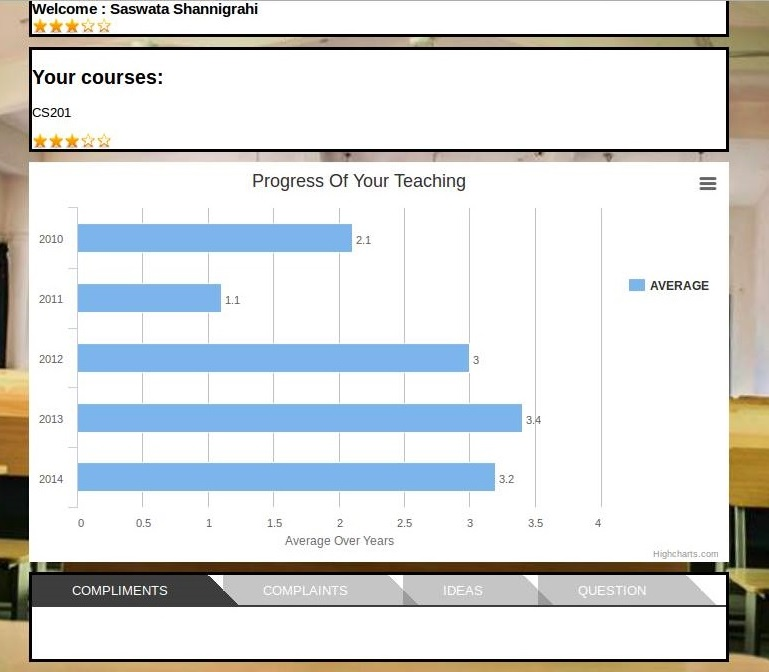 Welcome : Saswata Shannigrahi
Your courses:
CS201
Progress Of Your Teaching
2010 2.1
2011 1.1
2012 3
2013 3.4
2014 3.2
AVERAGE
0 0.5 1 1.5 2 2.5 3 3.5 4
Average Over Years
Highcharts.com
COMPLIMENTS COMPLAINTS IDEAS QUESTION